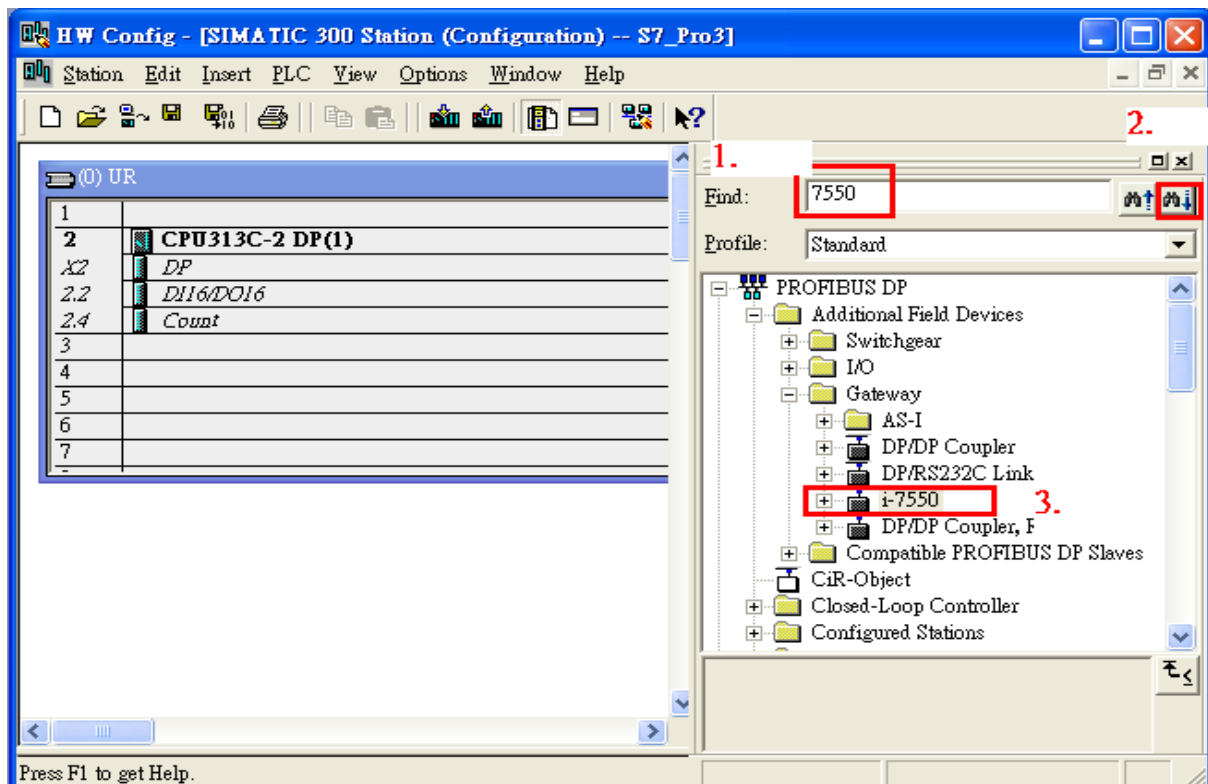 HW Config - [SIMATIC 300 Station (Configuration) -- S7_Pro3]
Station Edit Insert PLC View Options Window Help
2.
1.
(0) UR
Find: 7550
Profile: Standard
1
2 CPU313C-2 DP(1)
X2 DP
2.2 DI16/DO16
2.4 Count
3
4
5
6
7
PROFIBUS DP
Additional Field Devices
Switchgear
I/O
Gateway
AS-I
DP/DP Coupler
DP/RS232C Link
i-7550
3.
DP/DP Coupler, F
Compatible PROFIBUS DP Slaves
CiR-Object
Closed-Loop Controller
Configured Stations
Press F1 to get Help.